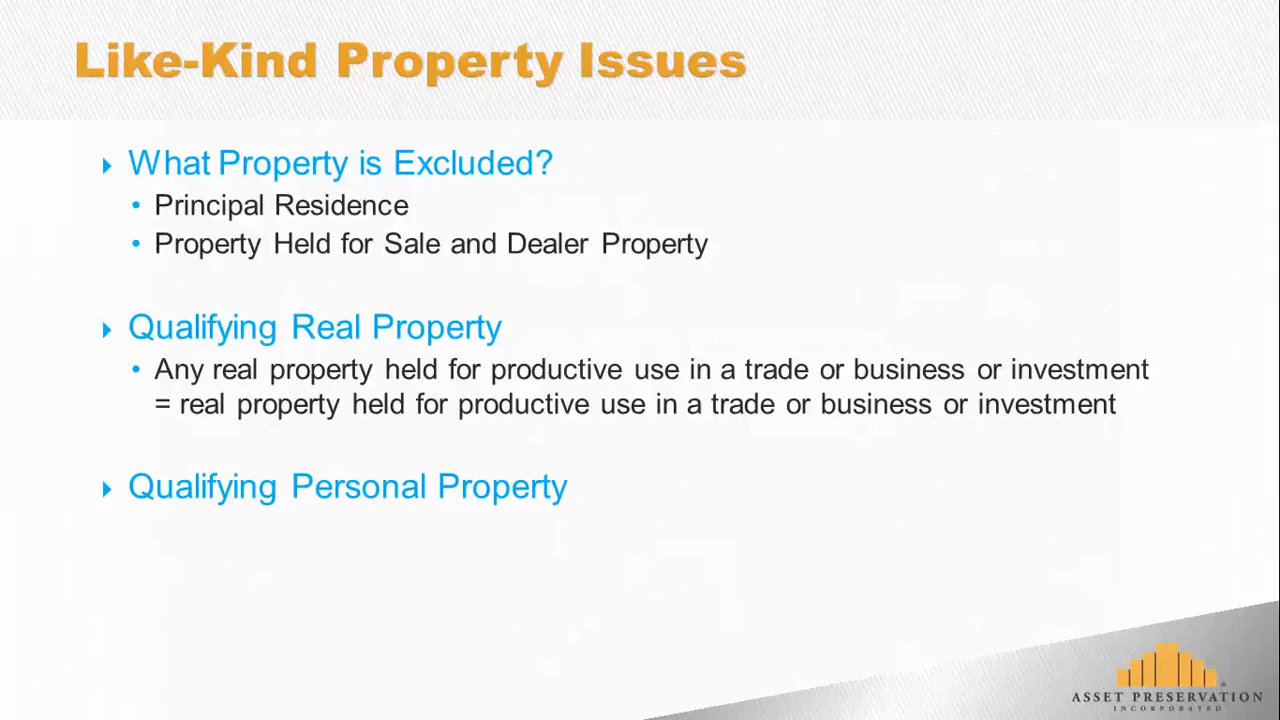 Like-Kind Property Issues
What Property is Excluded?
Principal Residence
Property Held for Sale and Dealer Property
Qualifying Real Property
Any real property held for productive use in a trade or business or investment
= real property held for productive use in a trade or business or investment
Qualifying Personal Property
ASSET PRESERVATION
INCORPORATED